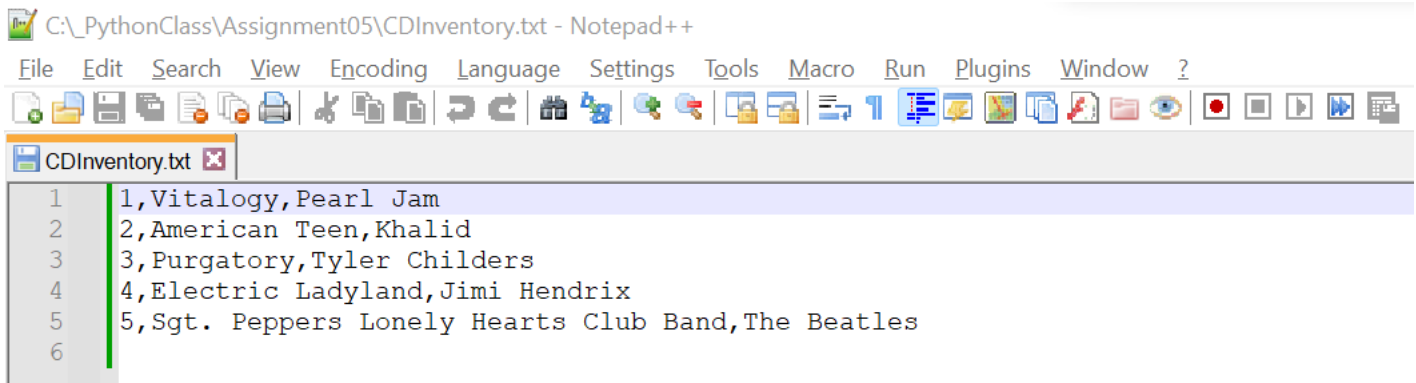 C:\_PythonClass\Assignment05\CDInventory.txt - Notepad++
File Edit Search View Encoding Language Settings Tools Macro Run Plugins Window ?
CDInventory.txt
1 1,Vitalogy,Pearl Jam
2 2,American Teen,Khalid
3 3,Purgatory,Tyler Childers
4 4,Electric Ladyland,Jimi Hendrix
5 5,Sgt. Peppers Lonely Hearts Club Band,The Beatles
6